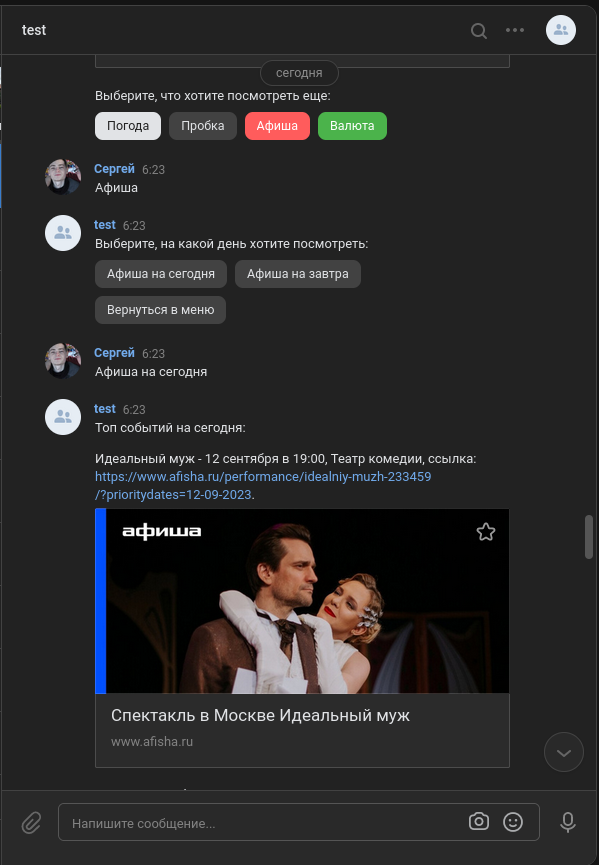 test
сегодня
Выберите, что хотите посмотреть еще:
Погода Пробка Афиша Валюта
Сергей 6:23
Афиша
test 6:23
Выберите, на какой день хотите посмотреть:
Афиша на сегодня Афиша на завтра
Вернуться в меню
Сергей 6:23
Афиша на сегодня
test 6:23
Топ событий на сегодня:
Идеальный муж - 12 сентября в 19:00, Театр комедии, ссылка:
https://www.afisha.ru/performance/idealniy-muzh-233459
/?prioritydates=12-09-2023.
афиша
Спектакль в Москве Идеальный муж
www.afisha.ru
Напишите сообщение...